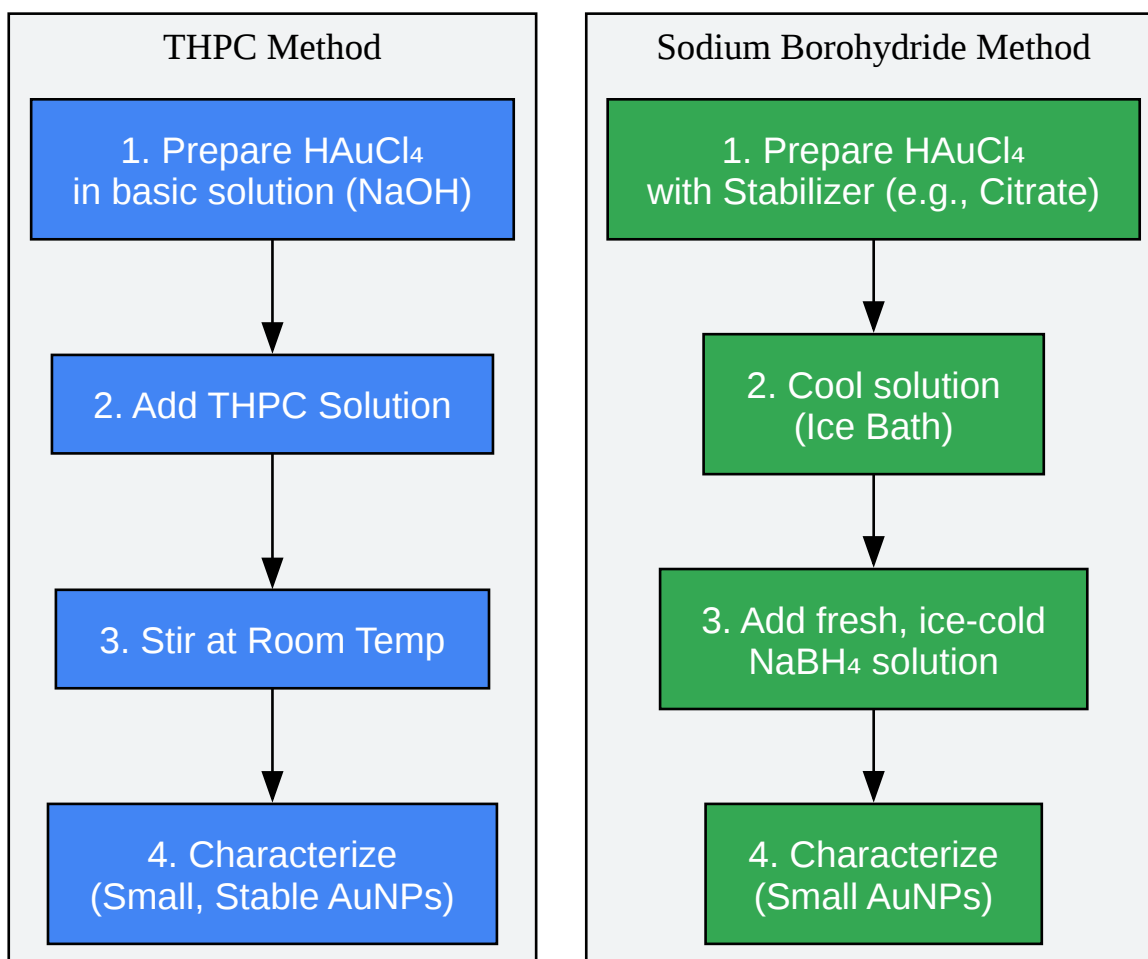 THPC Method
1. Prepare HAuCl₄
in basic solution (NaOH)
2. Add THPC Solution
3. Stir at Room Temp
4. Characterize
(Small, Stable AuNPs)
Sodium Borohydride Method
1. Prepare HAuCl₄
with Stabilizer (e.g., Citrate)
2. Cool solution
(Ice Bath)
3. Add fresh, ice-cold
NaBH₄ solution
4. Characterize
(Small AuNPs)